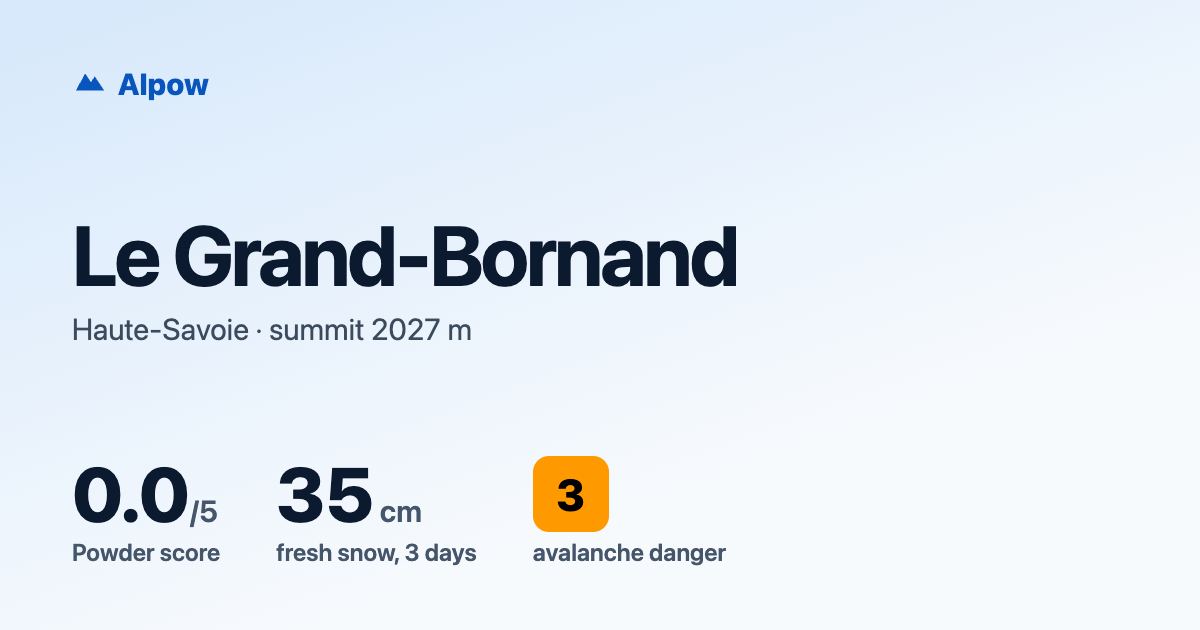 Alpow
Le Grand-Bornand
Haute-Savoie · summit 2027 m
0.0/5
Powder score
35 cm
fresh snow, 3 days
3
avalanche danger